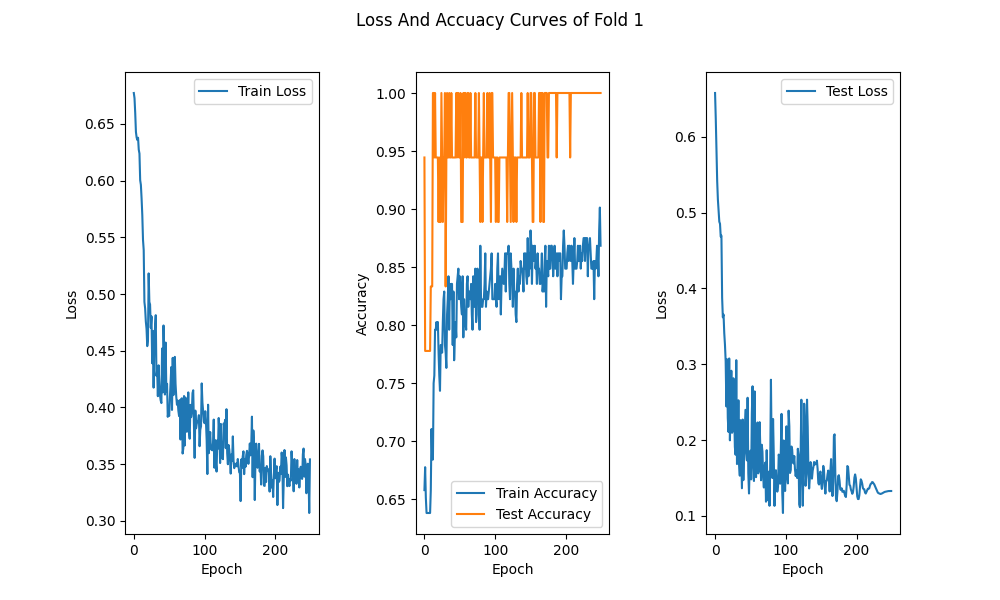 Loss And Accuacy Curves of Fold 1
Train Loss
0.65
0.60
0.55
0.50
0.45
0.40
0.35
0.30
Loss
0
100
200
Epoch
1.00
0.95
0.90
0.85
0.80
0.75
0.70
0.65
Accuracy
Train Accuracy
Test Accuracy
0
100
200
Epoch
Test Loss
0.6
0.5
0.4
0.3
0.2
0.1
Loss
0
100
200
Epoch